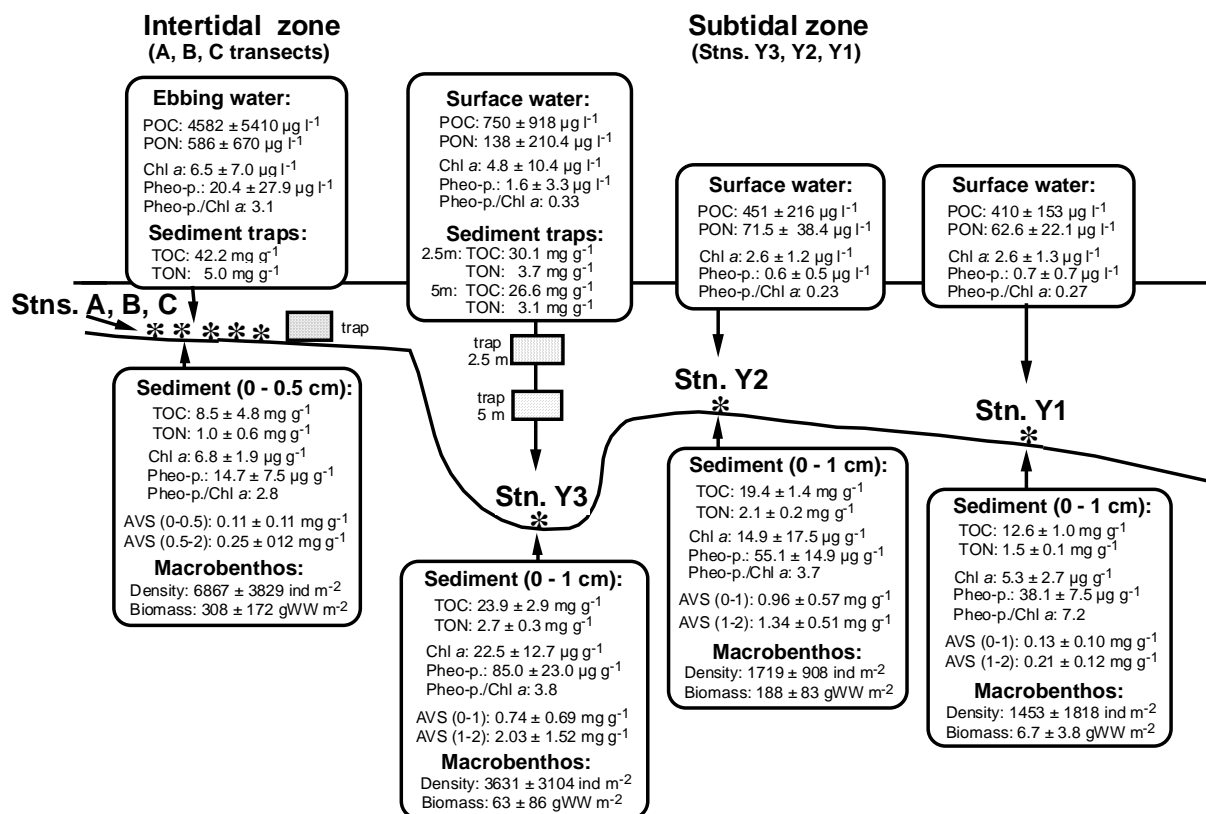 Intertidal zone
(A, B, C transects)
Subtidal zone
(Stns. Y3, Y2, Y1)
Ebbing water:
POC: 4582 ± 5410 µg l-1
PON: 586 ± 670 µg l-1
Chl a: 6.5 ± 7.0 µg l-1
Pheo-p.: 20.4 ± 27.9 µg l-1
Pheo-p./Chl a: 3.1
Sediment traps:
TOC: 42.2 mg g-1
TON: 5.0 mg g-1
Surface water:
POC: 750 ± 918 µg l-1
PON: 138 ± 210.4 µg l-1
Chl a: 4.8 ± 10.4 µg l-1
Pheo-p.: 1.6 ± 3.3 µg l-1
Pheo-p./Chl a: 0.33
Sediment traps:
2.5m: TOC: 30.1 mg g-1
TON: 3.7 mg g-1
5m: TOC: 26.6 mg g-1
TON: 3.1 mg g-1
Surface water:
POC: 451 ± 216 µg l-1
PON: 71.5 ± 38.4 µg l-1
Chl a: 2.6 ± 1.2 µg l-1
Pheo-p.: 0.6 ± 0.5 µg l-1
Pheo-p./Chl a: 0.23
Surface water:
POC: 410 ± 153 µg l-1
PON: 62.6 ± 22.1 µg l-1
Chl a: 2.6 ± 1.3 µg l-1
Pheo-p.: 0.7 ± 0.7 µg l-1
Pheo-p./Chl a: 0.27
Stns. A, B, C
* * * * *
trap
trap
2.5 m
trap
5 m
Stn. Y3
*
Stn. Y2
*
Stn. Y1
*
Sediment (0 - 0.5 cm):
TOC: 8.5 ± 4.8 mg g-1
TON: 1.0 ± 0.6 mg g-1
Chl a: 6.8 ± 1.9 µg g-1
Pheo-p.: 14.7 ± 7.5 µg g-1
Pheo-p./Chl a: 2.8
AVS (0-0.5): 0.11 ± 0.11 mg g-1
AVS (0.5-2): 0.25 ± 012 mg g-1
Macrobenthos:
Density: 6867 ± 3829 ind m-2
Biomass: 308 ± 172 gWW m-2
Sediment (0 - 1 cm):
TOC: 23.9 ± 2.9 mg g-1
TON: 2.7 ± 0.3 mg g-1
Chl a: 22.5 ± 12.7 µg g-1
Pheo-p.: 85.0 ± 23.0 µg g-1
Pheo-p./Chl a: 3.8
AVS (0-1): 0.74 ± 0.69 mg g-1
AVS (1-2): 2.03 ± 1.52 mg g-1
Macrobenthos:
Density: 3631 ± 3104 ind m-2
Biomass: 63 ± 86 gWW m-2
Sediment (0 - 1 cm):
TOC: 19.4 ± 1.4 mg g-1
TON: 2.1 ± 0.2 mg g-1
Chl a: 14.9 ± 17.5 µg g-1
Pheo-p.: 55.1 ± 14.9 µg g-1
Pheo-p./Chl a: 3.7
AVS (0-1): 0.96 ± 0.57 mg g-1
AVS (1-2): 1.34 ± 0.51 mg g-1
Macrobenthos:
Density: 1719 ± 908 ind m-2
Biomass: 188 ± 83 gWW m-2
Sediment (0 - 1 cm):
TOC: 12.6 ± 1.0 mg g-1
TON: 1.5 ± 0.1 mg g-1
Chl a: 5.3 ± 2.7 µg g-1
Pheo-p.: 38.1 ± 7.5 µg g-1
Pheo-p./Chl a: 7.2
AVS (0-1): 0.13 ± 0.10 mg g-1
AVS (1-2): 0.21 ± 0.12 mg g-1
Macrobenthos:
Density: 1453 ± 1818 ind m-2
Biomass: 6.7 ± 3.8 gWW m-2